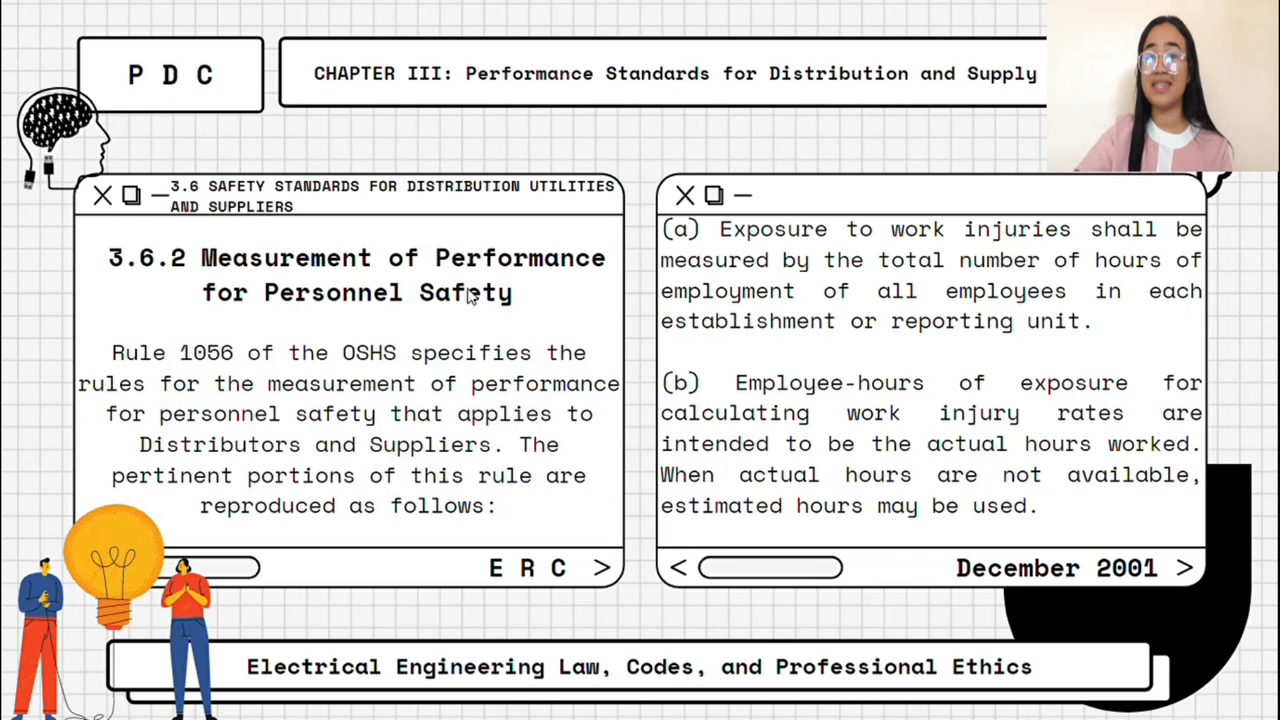 P D C
CHAPTER III: Performance Standards for Distribution and Supply
3.6 SAFETY STANDARDS FOR DISTRIBUTION UTILITIES
AND SUPPLIERS
3.6.2 Measurement of Performance
for Personnel Safety
Rule 1056 of the OSHS specifies the
rules for the measurement of performance
for personnel safety that applies to
Distributors and Suppliers. The
pertinent portions of this rule are
reproduced as follows:
E R C >
(a) Exposure to work injuries shall be
measured by the total number of hours of
employment of all employees in each
establishment or reporting unit.
(b) Employee-hours of exposure for
calculating work injury rates are
intended to be the actual hours worked.
When actual hours are not available,
estimated hours may be used.
< December 2001 >
Electrical Engineering Law, Codes, and Professional Ethics